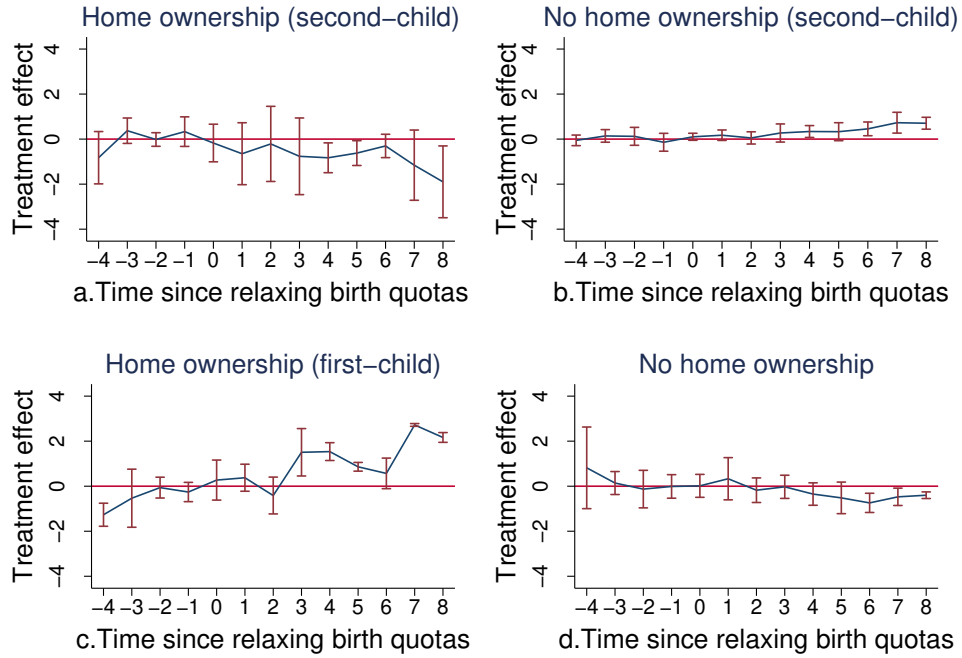 Home ownership (second−child)
No home ownership (second−child)
Treatment effect
4
2
0
−2
−4
−4 −3 −2 −1 0 1 2 3 4 5 6 7 8
a.Time since relaxing birth quotas
Treatment effect
4
2
0
−2
−4
−4 −3 −2 −1 0 1 2 3 4 5 6 7 8
b.Time since relaxing birth quotas
Home ownership (first−child)
No home ownership
Treatment effect
4
2
0
−2
−4
−4 −3 −2 −1 0 1 2 3 4 5 6 7 8
c.Time since relaxing birth quotas
Treatment effect
4
2
0
−2
−4
−4 −3 −2 −1 0 1 2 3 4 5 6 7 8
d.Time since relaxing birth quotas